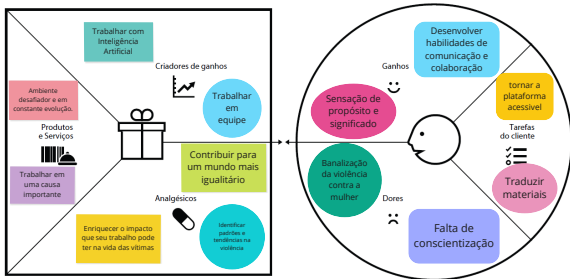 Trabalhar com
Inteligência
Artificial
Criadores de ganhos
Ambiente
desafiador e em
constante evolução.
Trabalhar
em
equipe
Produtos
e Serviços
Contribuir para
um mundo mais
igualitário
Trabalhar em
uma causa
importante
Analgésicos
Enriquecer o impacto
que seu trabalho pode
ter na vida das vítimas
Identificar
padrões e
tendências na
violência
Desenvolver
habilidades de
comunicação e
colaboração
Ganhos
Sensação de
propósito e
significado
tornar a
plataforma
acessível
Tarefas
do cliente
Banalização
da violência
contra a
mulher
Dores
Traduzir
materiais
Falta de
conscientização